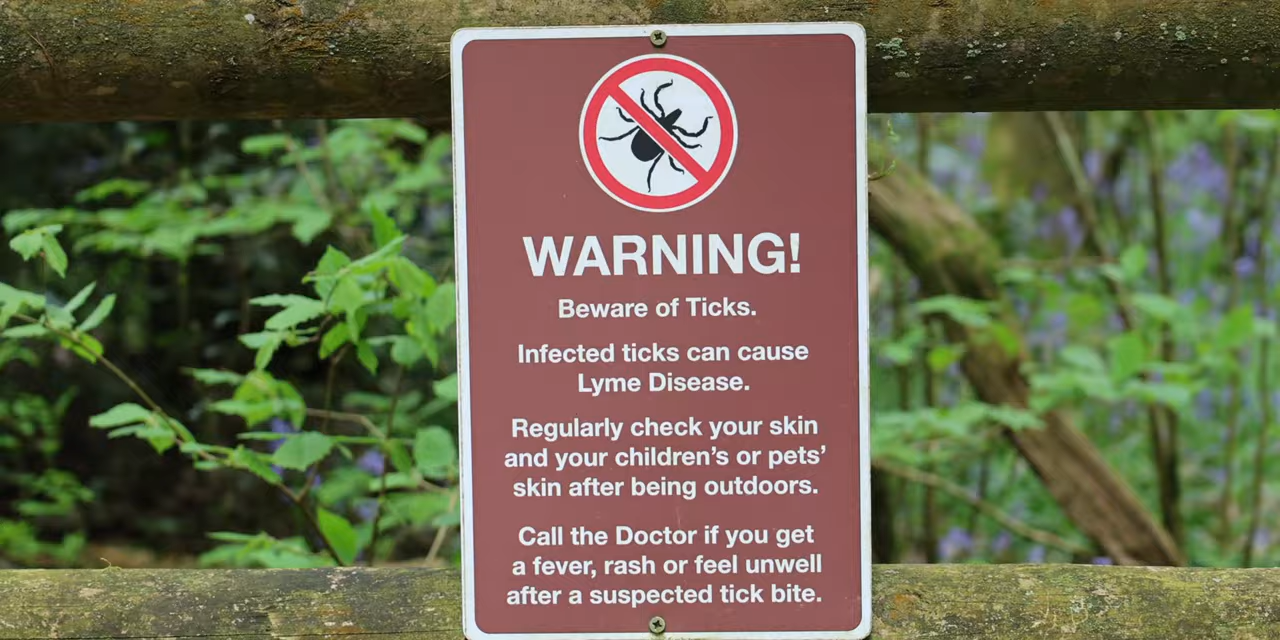 WARNING!
Beware of Ticks.
Infected ticks can cause
Lyme Disease.
Regularly check your skin
and your children's or pets'
skin after being outdoors.
Call the Doctor if you get
a fever, rash or feel unwell
after a suspected tick bite.